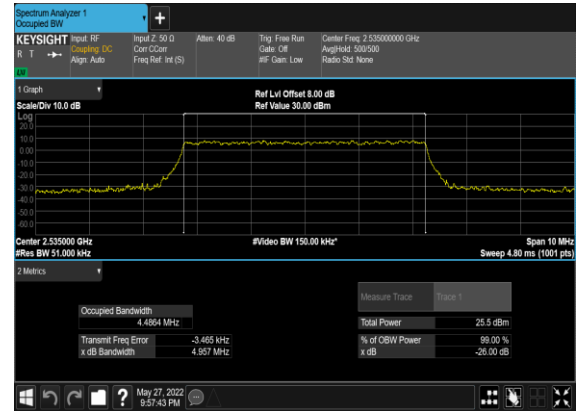 Spectrum Analyzer 1
Occupied BW
+
KEYSIGHT Input: RF Input Z: 50 Ω Atten: 40 dB Trig: Free Run Center Freq: 2.535000000 GHz
R T Coupling: DC Corr CCorr Gate: Off Avg|Hold: 500/500
Align: Auto Freq Ref: Int (S) #IF Gain: Low Radio Std: None
1 Graph
Ref Lvl Offset 8.00 dB
Scale/Div 10.0 dB Ref Value 30.00 dBm
Log
20.0
10.0
0.00
-10.0
-20.0
-30.0
-40.0
-50.0
-60.0
Center 2.535000 GHz #Video BW 150.00 kHz* Span 10 MHz
#Res BW 51.000 kHz Sweep 4.80 ms (1001 pts)
2 Metrics
Measure Trace Trace 1
Occupied Bandwidth
4.4864 MHz
Total Power 25.5 dBm
Transmit Freq Error -3.465 kHz % of OBW Power 99.00 %
x dB Bandwidth 4.957 MHz x dB -26.00 dB
?
May 27, 2022
9:57:43 PM